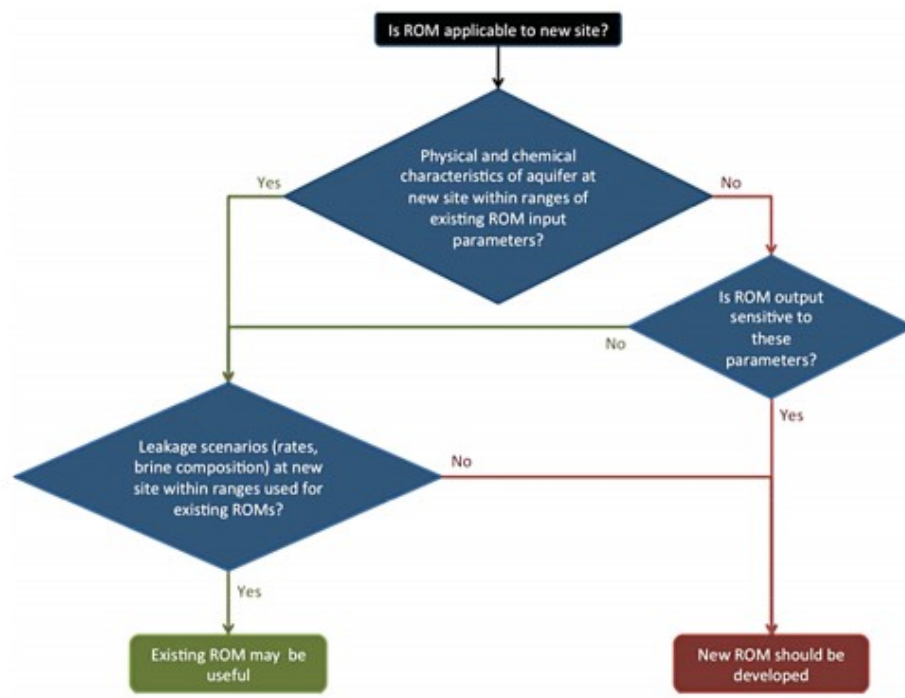 Is ROM applicable to new site?
Physical and chemical
characteristics of aquifer at
new site within ranges of
existing ROM input
parameters?
Yes
No
Is ROM output
sensitive to
these
parameters?
No
Yes
Leakage scenarios (rates,
brine composition) at new
site within ranges used for
existing ROMs?
No
Yes
Existing ROM may be
useful
New ROM should be
developed